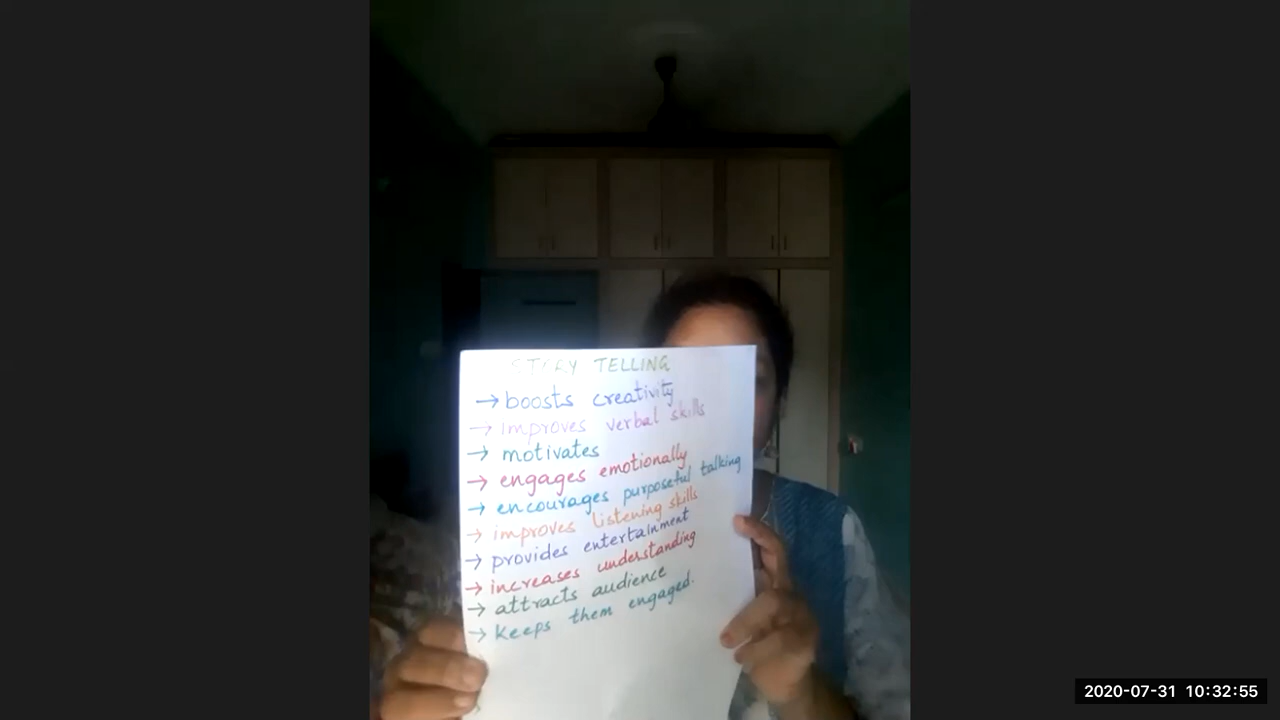 STORY TELLING
→ boosts creativity
→ improves verbal skills
→ motivates
→ engages emotionally
→ encourages purposeful talking
→ improves listening skills
→ provides entertainment
→ increases understanding
→ attracts audience
→ keeps them engaged.
2020-07-31 10:32:55